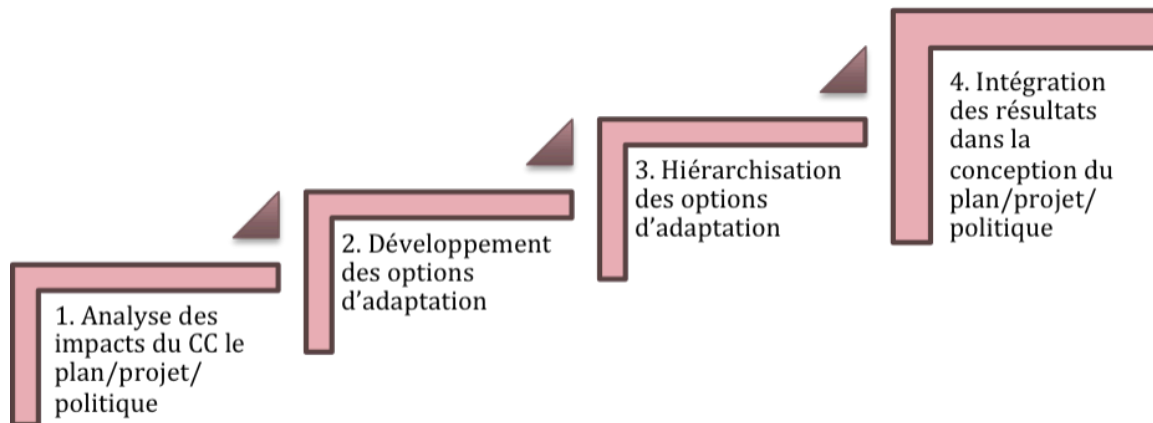 1. Analyse des
impacts du CC le
plan/projet/
politique
2. Développement
des options
d’adaptation
3. Hiérarchisation
des options
d’adaptation
4. Intégration
des résultats
dans la
conception du
plan/projet/
politique